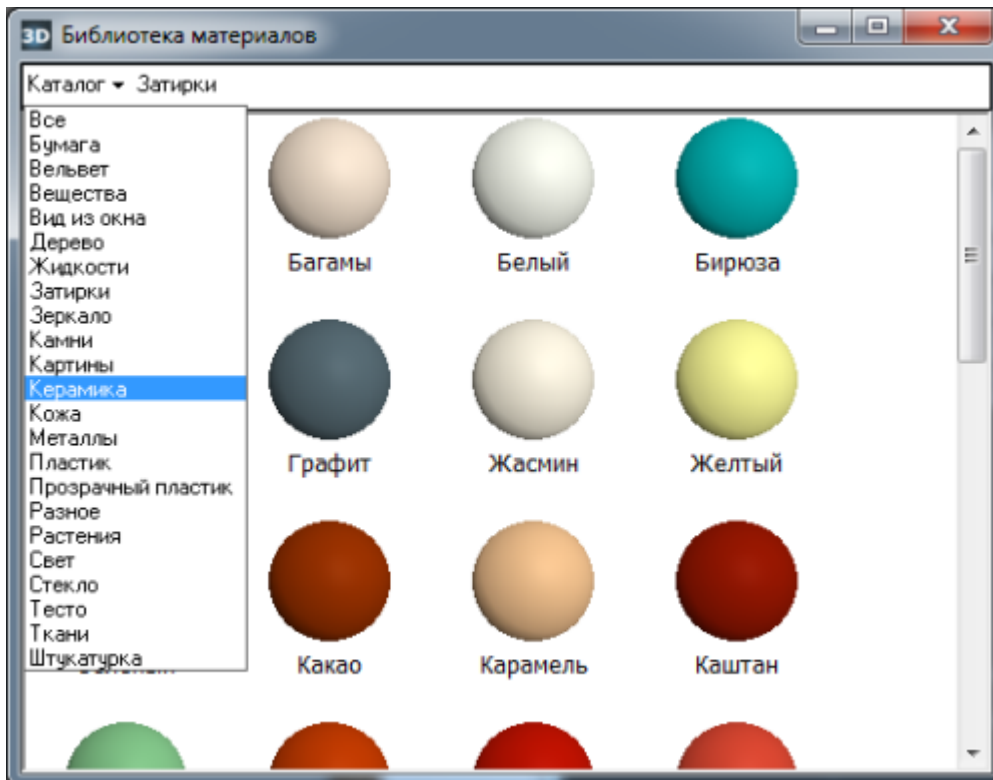 3D Библиотека материалов
Каталог Затирки
Все
Бумага
Вельвет
Вещества
Вид из окна
Дерево
Жидкости
Затирки
Зеркало
Камни
Картины
Керамика
Кожа
Металлы
Пластик
Прозрачный пластик
Разное
Растения
Свет
Стекло
Тесто
Ткани
Штукатурка
Багамы Белый Бирюза
Графит Жасмин Желтый
Какао Карамель Каштан